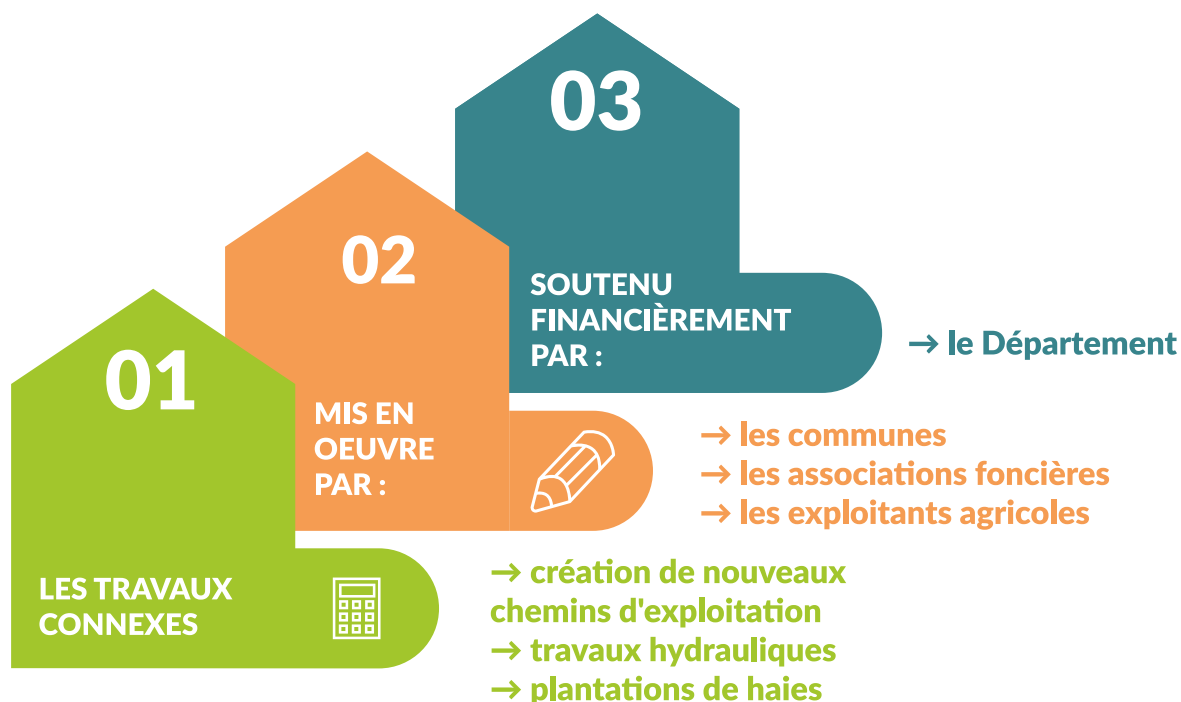 01
LES TRAVAUX
CONNEXES
→ création de nouveaux
chemins d'exploitation
→ travaux hydrauliques
→ plantations de haies
02
MIS EN
OEUVRE
PAR :
→ les communes
→ les associations foncières
→ les exploitants agricoles
03
SOUTENU
FINANCIÈREMENT
PAR :
→ le Département